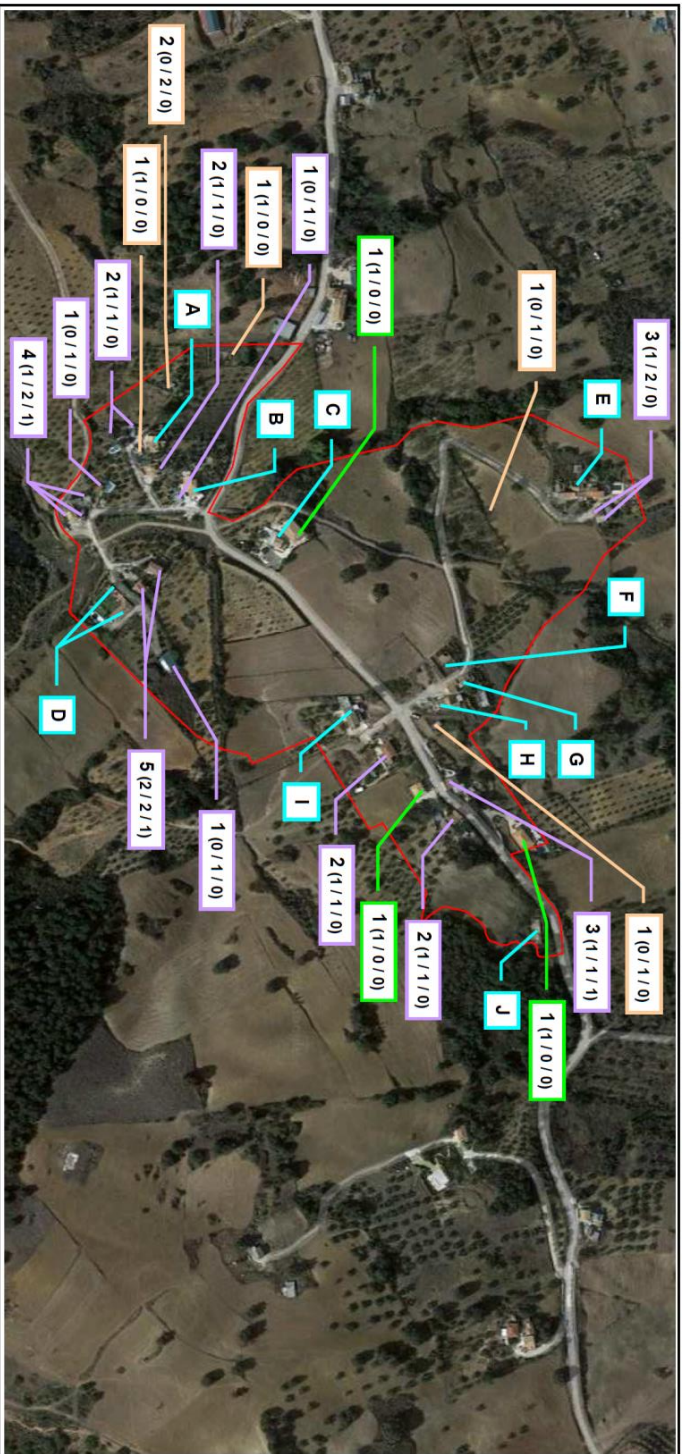 3 (1 / 2 / 0)
1 (0 / 1 / 0)
F
E
3 (1 / 1 / 1)
G
1 (1 / 0 / 0)
1 (0 / 1 / 0)
H
J
2 (1 / 1 / 0)
1 (1 / 0 / 0)
1 (1 / 0 / 0)
2 (1 / 1 / 0)
C
1 (0 / 1 / 0)
I
B
1 (1 / 0 / 0)
2 (1 / 1 / 0)
1 (0 / 1 / 0)
A
2 (0 / 2 / 0)
5 (2 / 2 / 1)
1 (1 / 0 / 0)
2 (1 / 1 / 0)
1 (0 / 1 / 0)
D
4 (1 / 2 / 1)